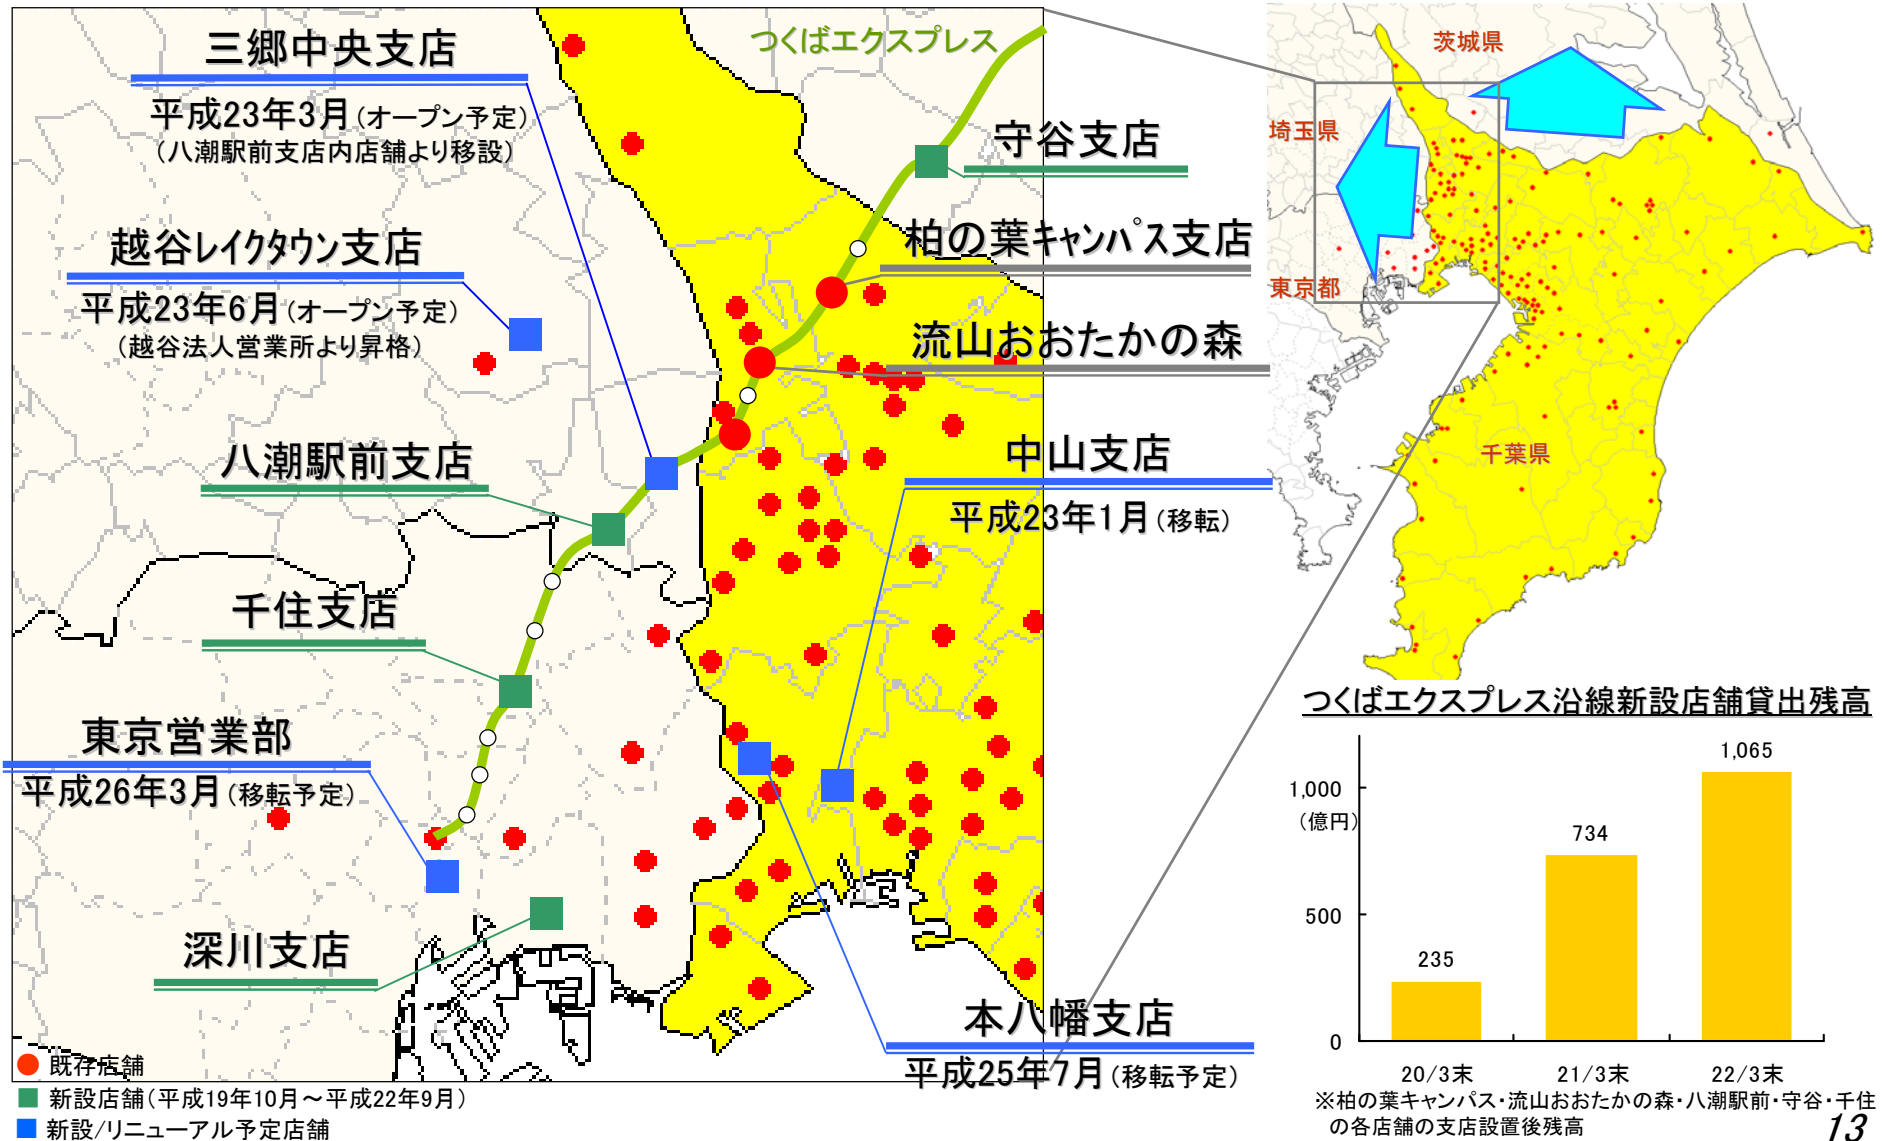 三郷中央支店
平成23年3月(オープン予定)
(八潮駅前支店内店舗より移設)
越谷レイクタウン支店
平成23年6月(オープン予定)
(越谷法人営業所より昇格)
八潮駅前支店
千住支店
東京営業部
平成26年3月(移転予定)
深川支店
つくばエクスプレス
守谷支店
柏の葉キャンパス支店
流山おおたかの森
中山支店
平成23年1月(移転)
本八幡支店
平成25年7月(移転予定)
既存店舗
新設店舗(平成19年10月～平成22年9月)
新設/リニューアル予定店舗
茨城県
埼玉県
東京都
千葉県
つくばエクスプレス沿線新設店舗貸出残高
1,000
(億円)
500
0
235
734
1,065
20/3末
21/3末
22/3末
※柏の葉キャンパス・流山おおたかの森・八潮駅前・守谷・千住
の各店舗の支店設置後残高
13